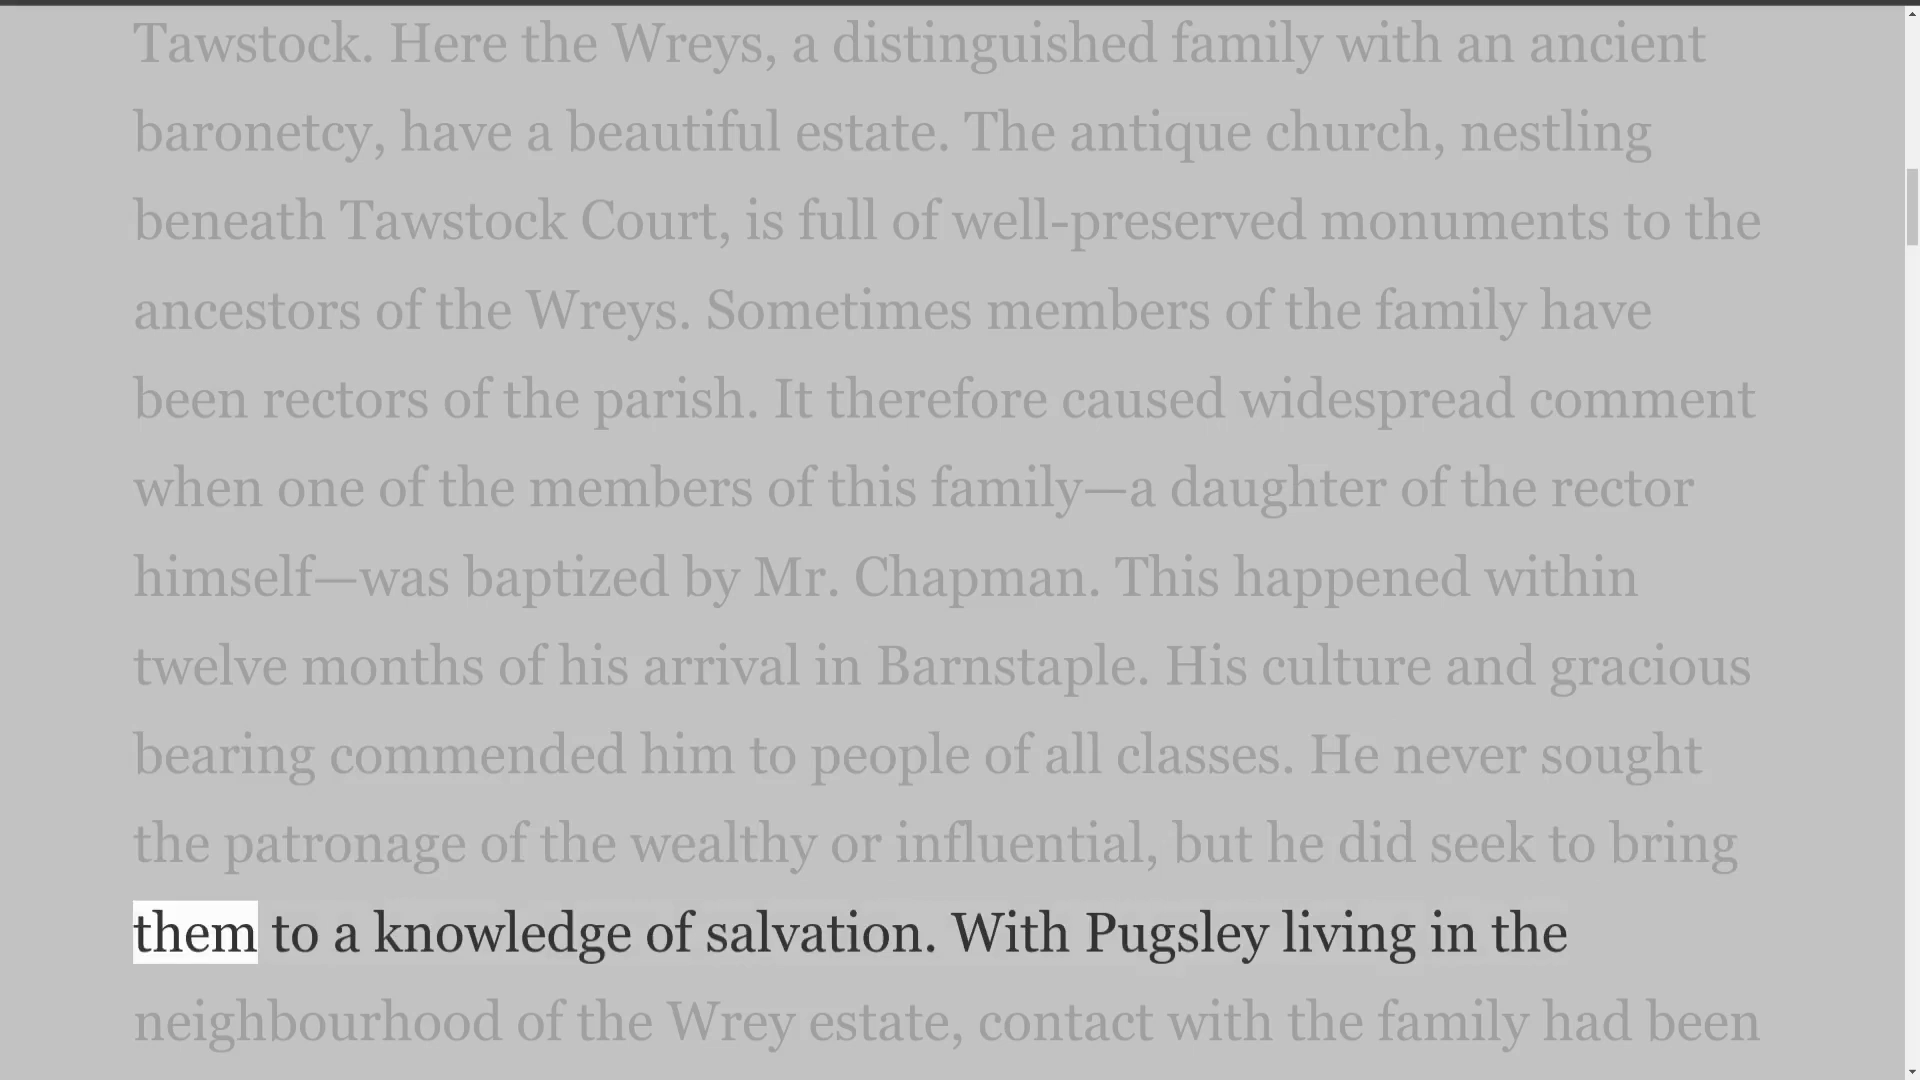 Tawstock. Here the Wreys, a distinguished family with an ancient
baronetcy, have a beautiful estate. The antique church, nestling
beneath Tawstock Court, is full of well-preserved monuments to the
ancestors of the Wreys. Sometimes members of the family have
been rectors of the parish. It therefore caused widespread comment
when one of the members of this family—a daughter of the rector
himself—was baptized by Mr. Chapman. This happened within
twelve months of his arrival in Barnstaple. His culture and gracious
bearing commended him to people of all classes. He never sought
the patronage of the wealthy or influential, but he did seek to bring
them to a knowledge of salvation. With Pugsley living in the
neighbourhood of the Wrey estate, contact with the family had been